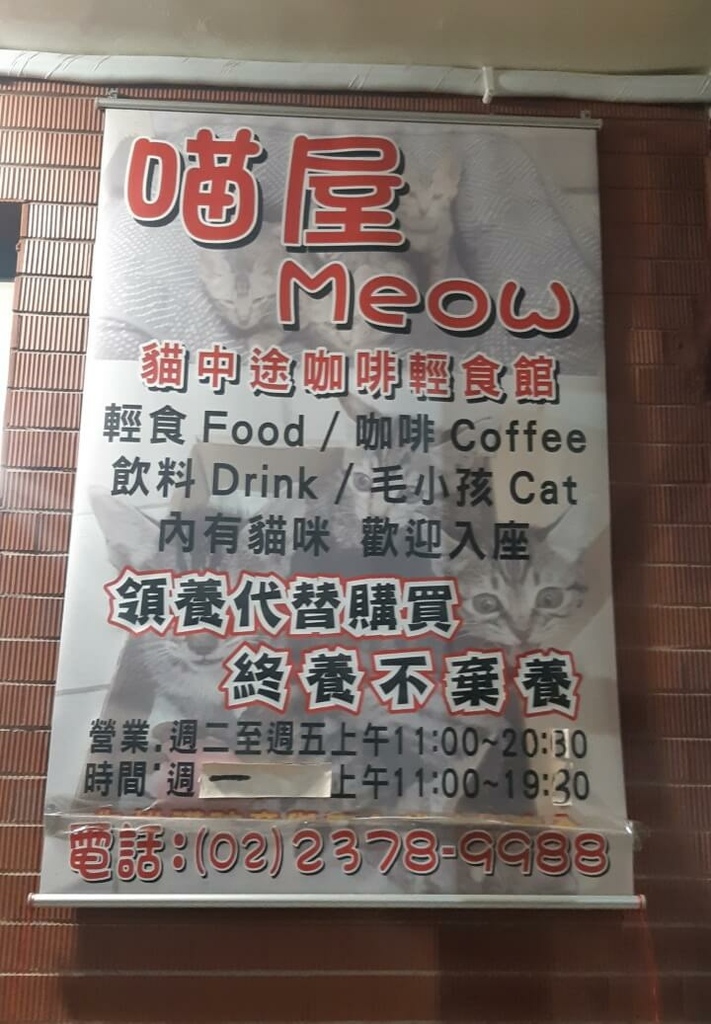 喵屋
Meow
貓中途咖啡輕食館
輕食 Food / 咖啡 Coffee
飲料 Drink / 毛小孩 Cat
內有貓咪 歡迎入座
領養代替購買
終養不棄養
營業:週二至週五上午11:00~20:30
時間:週一 上午11:00~19:30
電話:(02)2378-9988